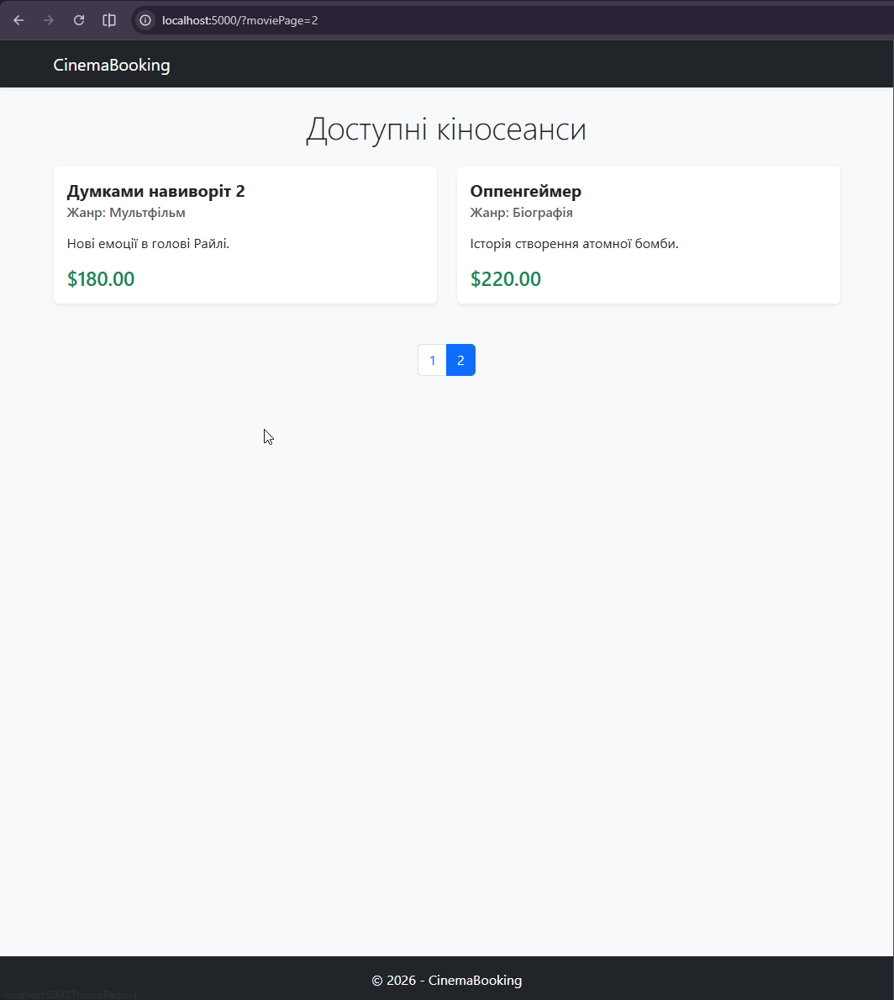 localhost:5000/?moviePage=2
CinemaBooking
Доступні кіносеанси
Думками навиворіт 2
Жанр: Мультфільм
Нові емоції в голові Райлі.
$180.00
Оппенгеймер
Жанр: Біографія
Історія створення атомної бомби.
$220.00
1 2
© 2026 - CinemaBooking
localhost:5000/?moviePage=1